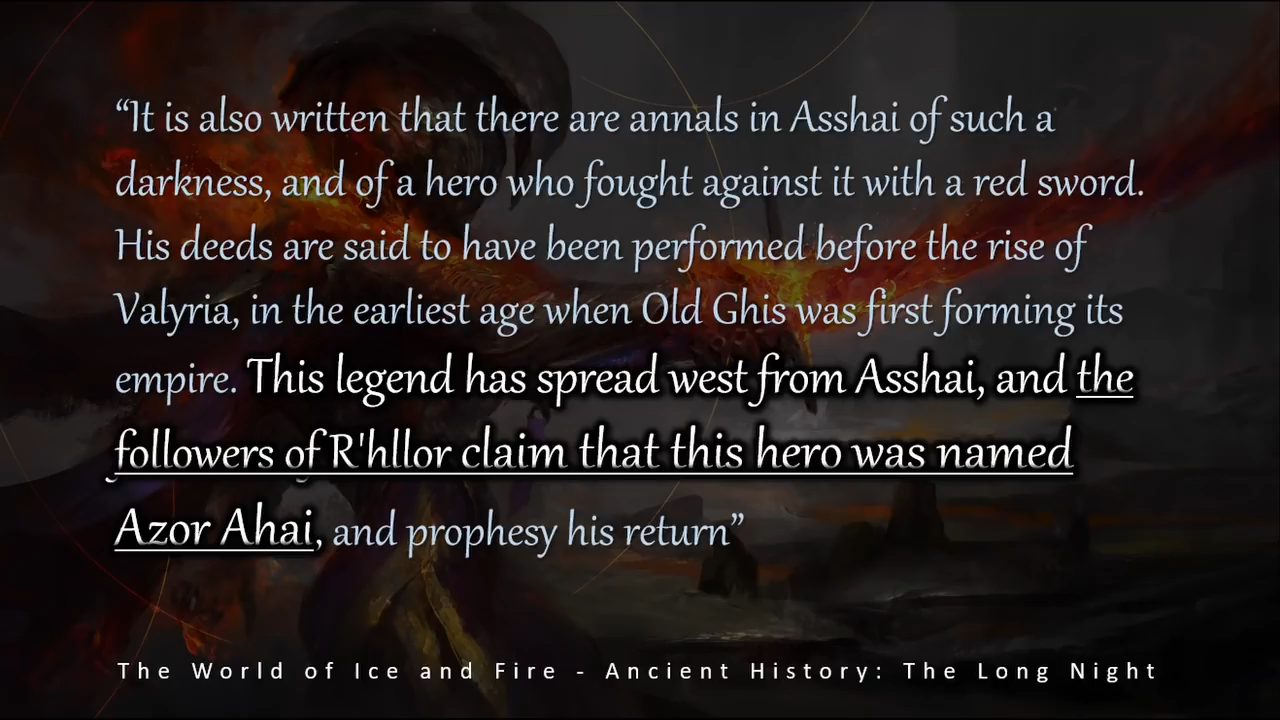 “It is also written that there are annals in Asshai of such a
darkness, and of a hero who fought against it with a red sword.
His deeds are said to have been performed before the rise of
Valyria, in the earliest age when Old Ghis was first forming its
empire. This legend has spread west from Asshai, and the
followers of R'hllor claim that this hero was named
Azor Ahai, and prophesy his return”
The World of Ice and Fire - Ancient History: The Long Night